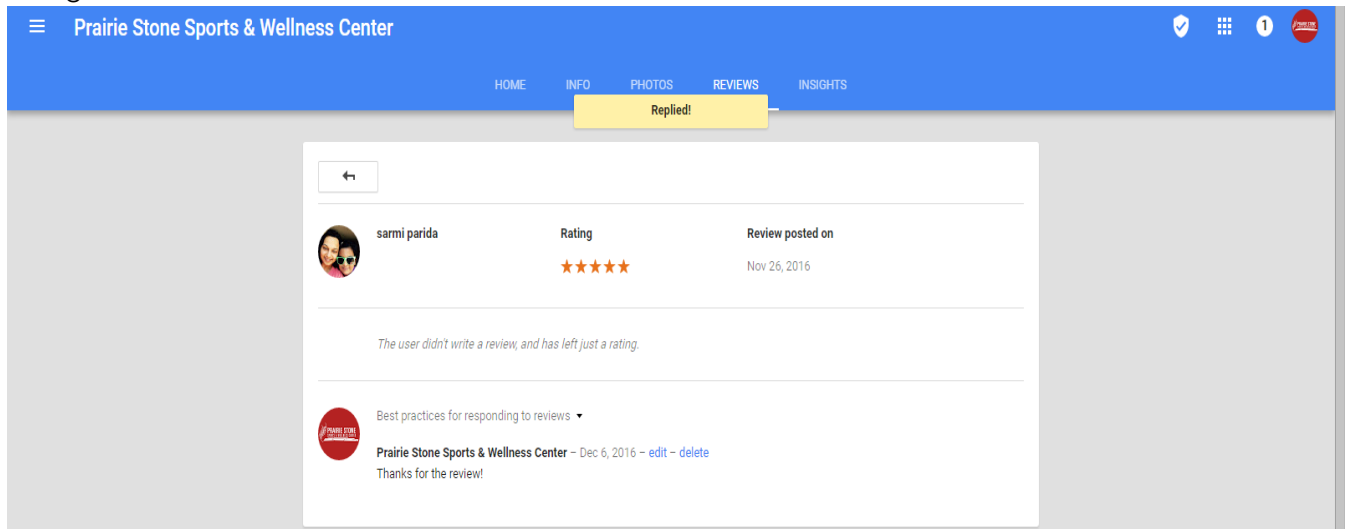 Prairie Stone Sports & Wellness Center
1
HOME INFO PHOTOS REVIEWS INSIGHTS
Replied!
sarmi parida Rating Review posted on
Nov 26, 2016
The user didn't write a review, and has left just a rating.
Best practices for responding to reviews
Prairie Stone Sports & Wellness Center – Dec 6, 2016 – edit – delete
Thanks for the review!
PRAIRIE STONE